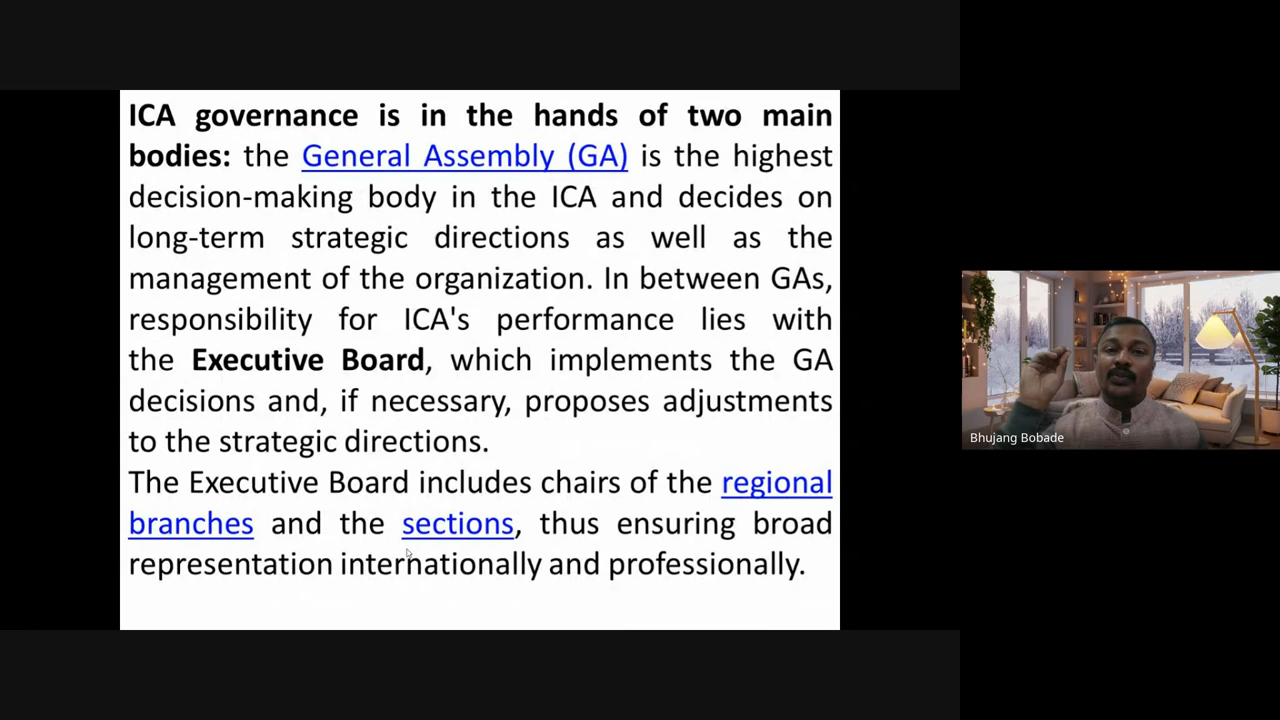 ICA governance is in the hands of two main
bodies: the General Assembly (GA) is the highest
decision-making body in the ICA and decides on
long-term strategic directions as well as the
management of the organization. In between GAs,
responsibility for ICA's performance lies with
the Executive Board, which implements the GA
decisions and, if necessary, proposes adjustments
to the strategic directions.
The Executive Board includes chairs of the regional
branches and the sections, thus ensuring broad
representation internationally and professionally.
Bhujang Bobade